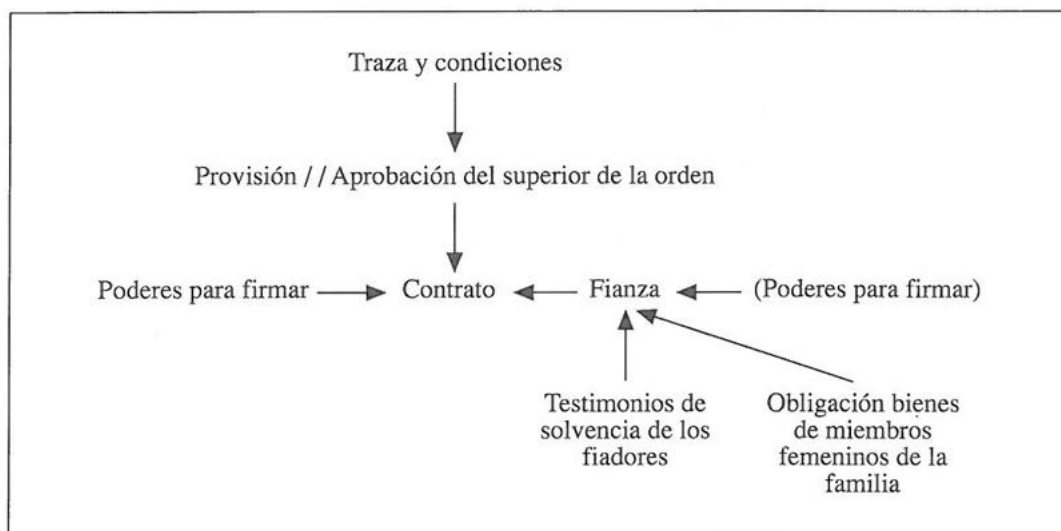 Traza y condiciones
Provisión // Aprobación del superior de la orden
Poderes para firmar
Contrato
Fianza
(Poderes para firmar)
Testimonios de
solvencia de los
fiadores
Obligación bienes
de miembros
femeninos de la
familia